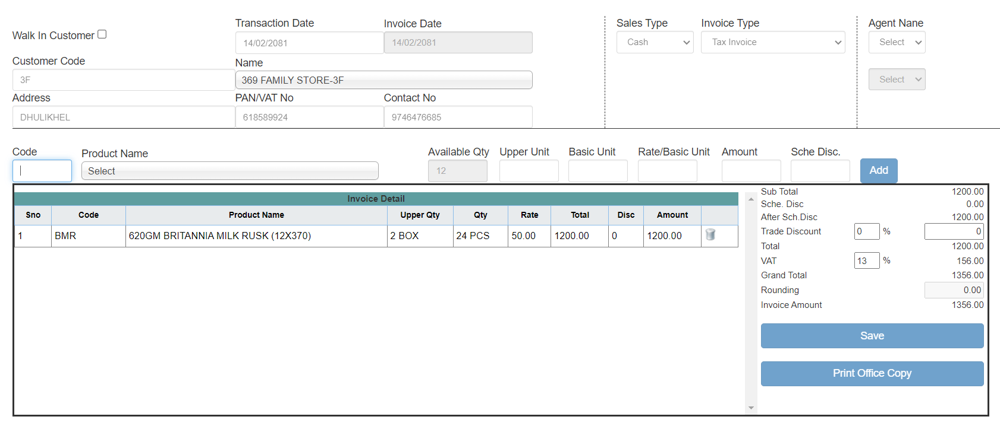 Walk In Customer
Transaction Date
Invoice Date
Sales Type
Invoice Type
Agent Nane
14/02/2081
14/02/2081
Cash
Tax Invoice
Select
Customer Code
Name
3F
369 FAMILY STORE-3F
Select
Address
PAN/VAT No
Contact No
DHULIKHEL
618589924
9746476685
Code
Product Name
Available Qty
Upper Unit
Basic Unit
Rate/Basic Unit
Amount
Sche Disc.
Select
12
Add
Invoice Detail
Sno Code Product Name Upper Qty Qty Rate Total Disc Amount
1 BMR 620GM BRITANNIA MILK RUSK (12X370) 2 BOX 24 PCS 50.00 1200.00 0 1200.00
Sub Total 1200.00
Sche. Disc 0.00
After Sch.Disc 1200.00
Trade Discount 0 % 0
Total 1200.00
VAT 13 % 156.00
Grand Total 1356.00
Rounding 0.00
Invoice Amount 1356.00
Save
Print Office Copy